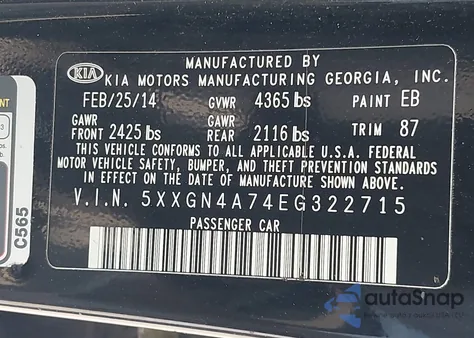 MANUFACTURED BY
KIA KIA MOTORS MANUFACTURING GEORGIA, INC.
FEB/25/14 GVWR 4365 lbs PAINT EB
GAWR GAWR
FRONT 2425 lbs REAR 2116 lbs TRIM 87
THIS VEHICLE CONFORMS TO ALL APPLICABLE U.S.A. FEDERAL
MOTOR VEHICLE SAFETY, BUMPER, AND THEFT PREVENTION STANDARDS
IN EFFECT ON THE DATE OF MANUFACTURE SHOWN ABOVE.
V.I.N. 5XXGN4A74EG322715
PASSENGER CAR
C565
autoSnap